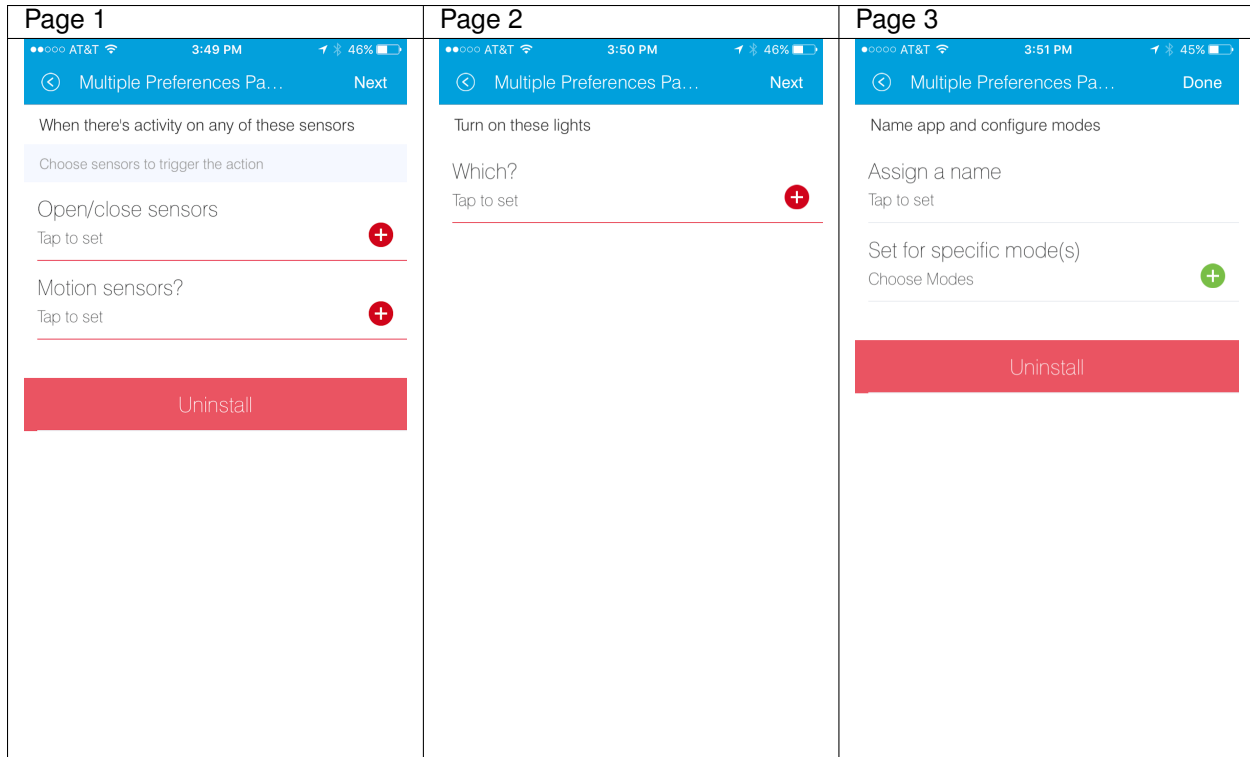 Page 1
●●○○○ AT&T 3:49 PM 46%
Multiple Preferences Pa... Next
When there's activity on any of these sensors
Choose sensors to trigger the action
Open/close sensors
Tap to set
Motion sensors?
Tap to set
Uninstall
Page 2
●●○○○ AT&T 3:50 PM 46%
Multiple Preferences Pa... Next
Turn on these lights
Which?
Tap to set
Page 3
●○○○○ AT&T 3:51 PM 45%
Multiple Preferences Pa... Done
Name app and configure modes
Assign a name
Tap to set
Set for specific mode(s)
Choose Modes
Uninstall